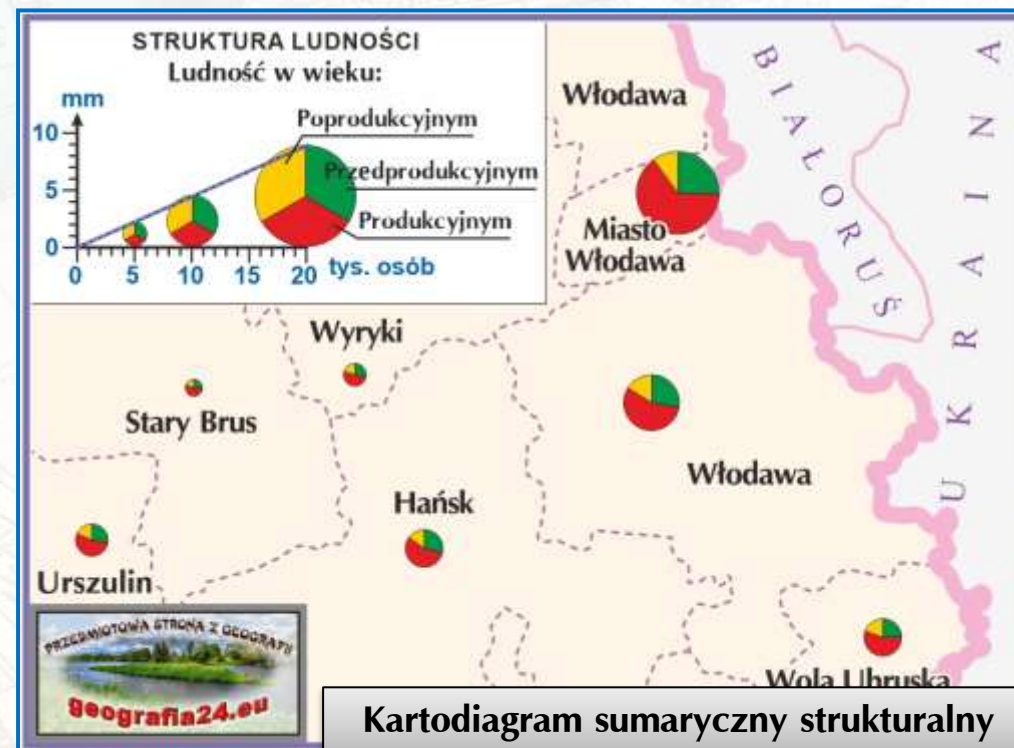 STRUKTURA LUDNOŚCI
Ludność w wieku:
mm
10
5
0
0 5 10 15 20 tys. osób
Poprodukcyjnym
Przedprodukcyjnym
Produkcyjnym
Włodawa
Miasto
Włodawa
BIAŁORUŚ
UKRAINA
Wyryki
Stary Brus
Włodawa
Hańsk
Urszulin
Wola Uhruska
PRZEDMIOTOWA STRONA Z GEOGRAFII
geografia24.eu
Kartodiagram sumaryczny strukturalny